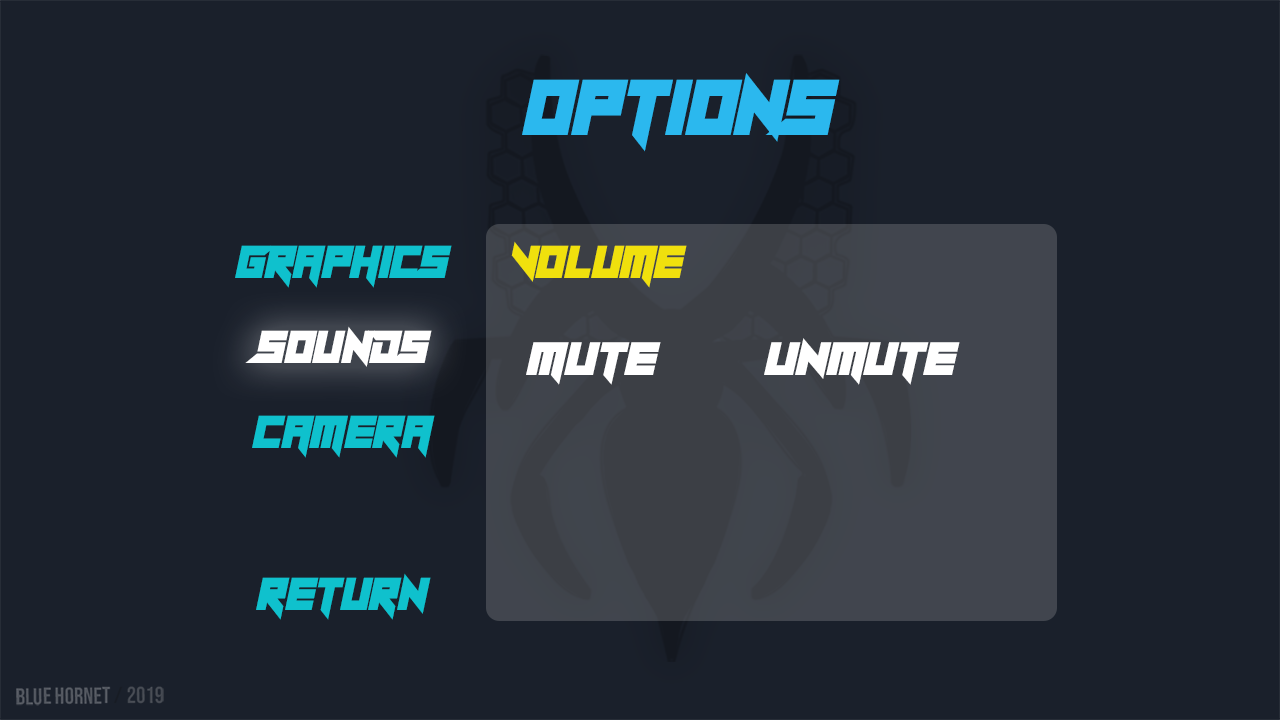 OPTIONS
GRAPHICS
VOLUME
SOUNDS
MUTE UNMUTE
CAMERA
RETURN
BLUE HORNET 2019